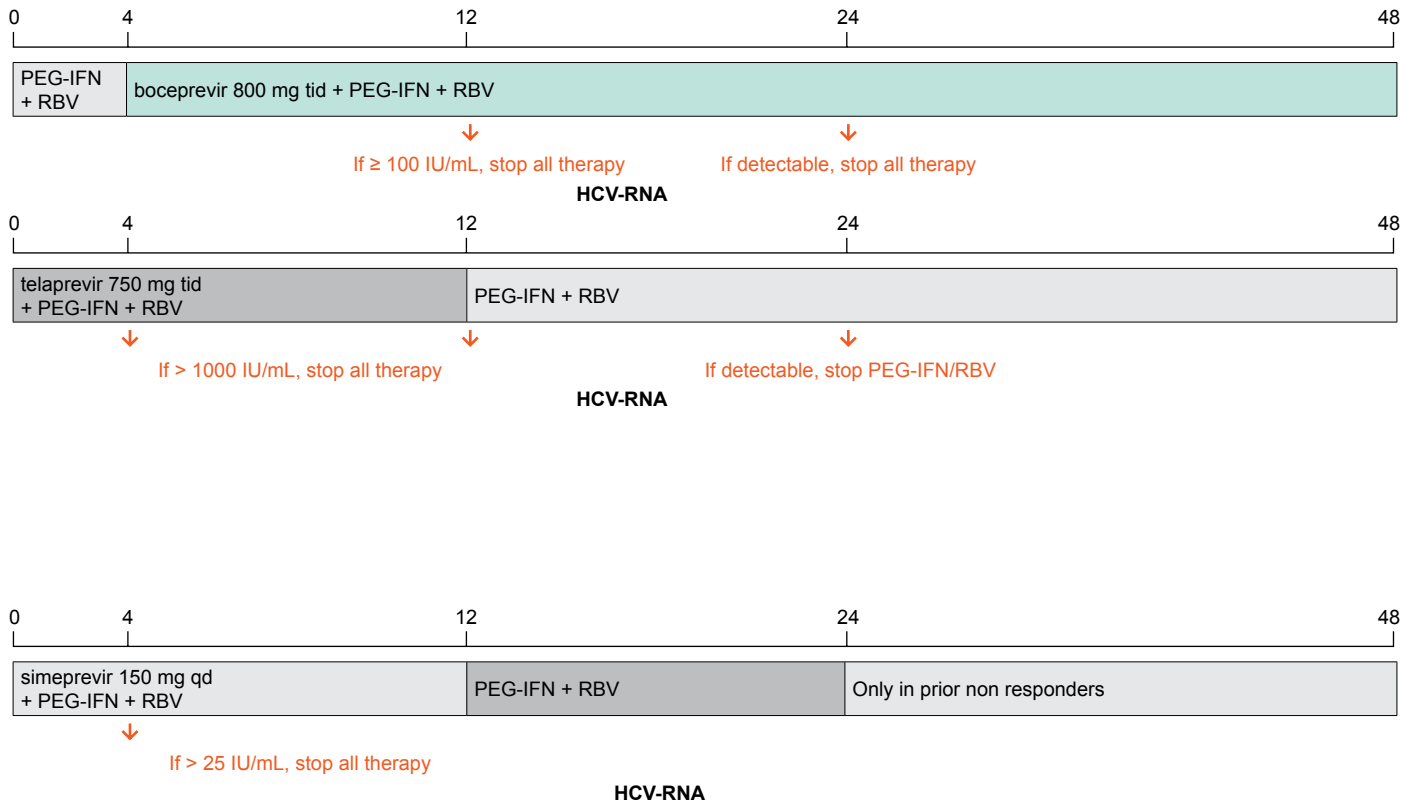 0 4 12 24 48
PEG-IFN
+ RBV
boceprevir 800 mg tid + PEG-IFN + RBV
If ≥ 100 IU/mL, stop all therapy
If detectable, stop all therapy
HCV-RNA
0 4 12 24 48
telaprevir 750 mg tid
+ PEG-IFN + RBV
PEG-IFN + RBV
If > 1000 IU/mL, stop all therapy
If detectable, stop PEG-IFN/RBV
HCV-RNA
0 4 12 24 48
simeprevir 150 mg qd
+ PEG-IFN + RBV
PEG-IFN + RBV
Only in prior non responders
If > 25 IU/mL, stop all therapy
HCV-RNA